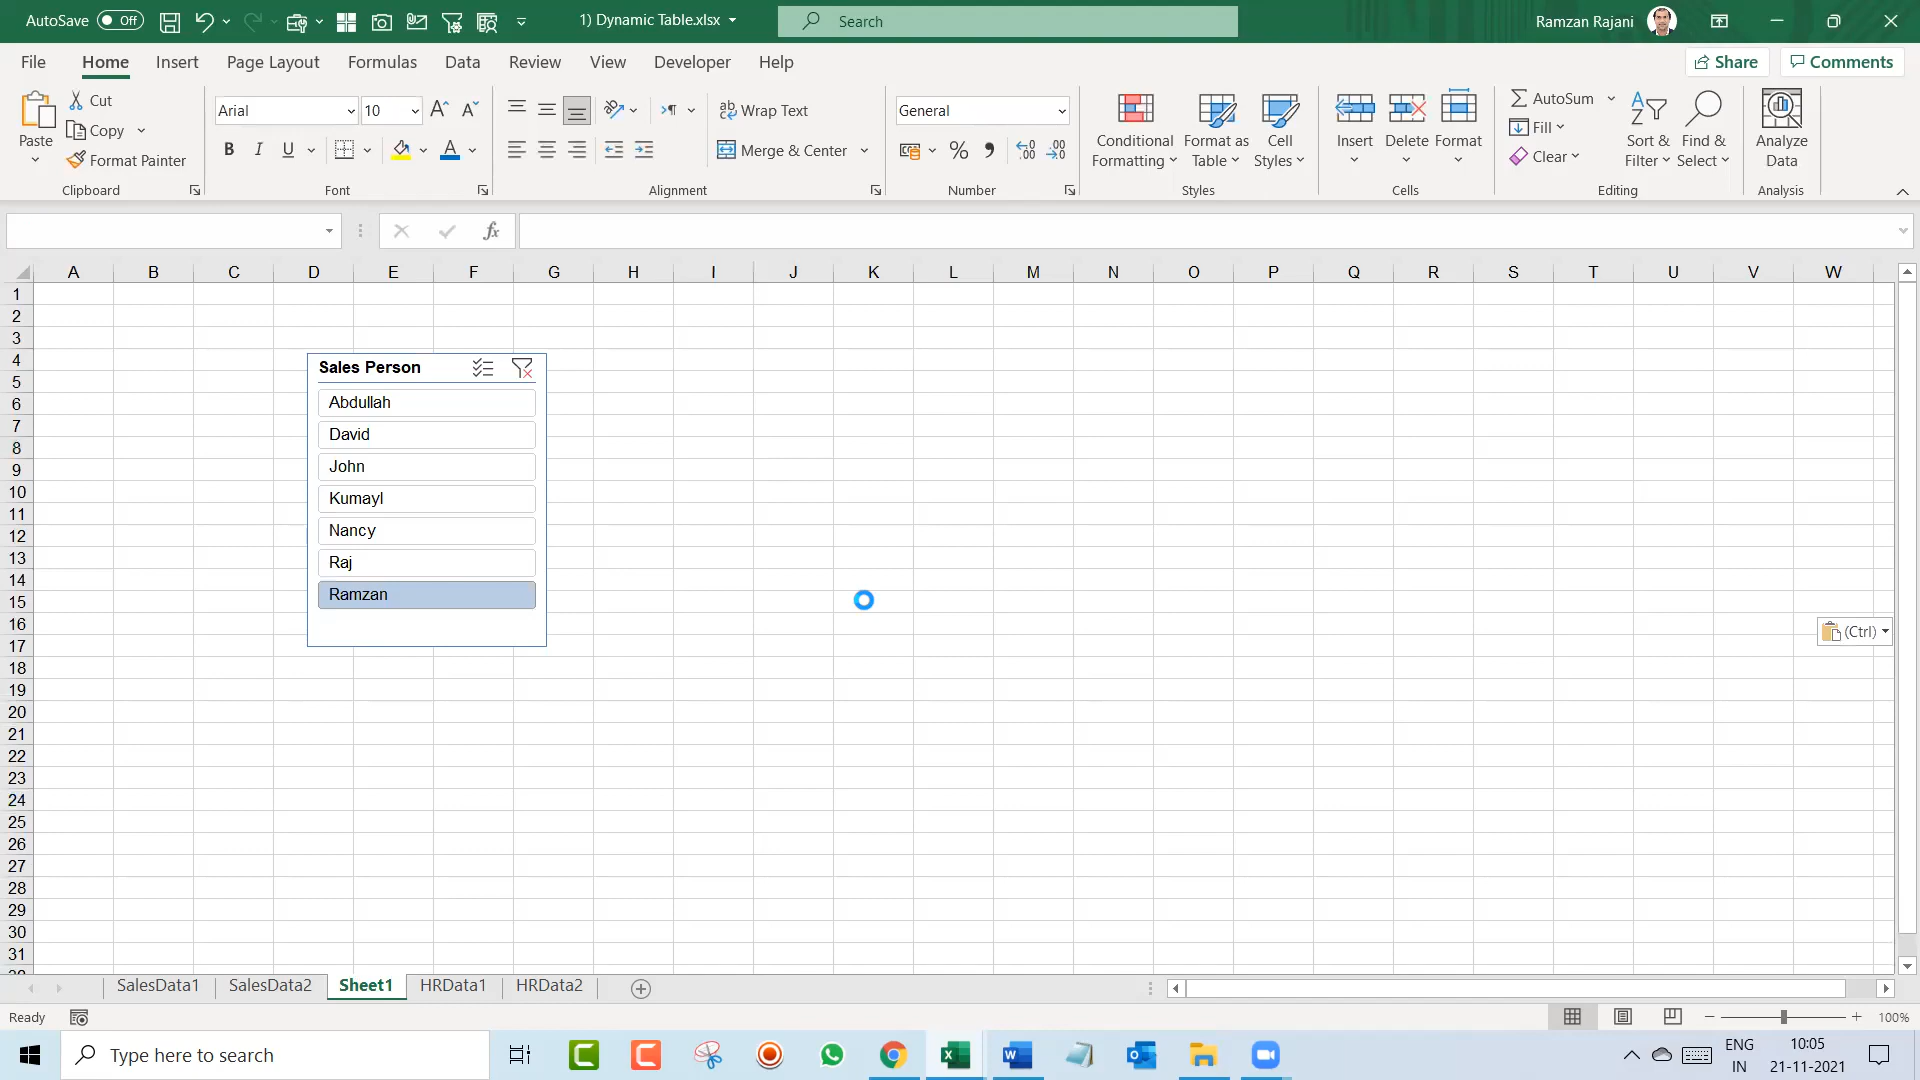 AutoSave Off 1) Dynamic Table.xlsx Search Ramzan Rajani
File Home Insert Page Layout Formulas Data Review View Developer Help Share Comments
Paste Cut Copy Format Painter
Clipboard
Arial 10
B I U A
Font
Wrap Text
Merge & Center
Alignment
General
% 9 .00
Number
Conditional Formatting
Format as Table
Cell Styles
Styles
Insert Delete Format
Cells
AutoSum
Fill
Clear
Sort & Filter
Find & Select
Editing
Analyze Data
Analysis
fx
A B C D E F G H I J K L M N O P Q R S T U V W
1
2
3
4
5
6
7
8
9
10
11
12
13
14
15
16
17
18
19
20
21
22
23
24
25
26
27
28
29
30
31
Sales Person
Abdullah
David
John
Kumayl
Nancy
Raj
Ramzan
(Ctrl)
SalesData1 SalesData2 Sheet1 HRData1 HRData2
Ready 100%
Type here to search
ENG
IN
10:05
21-11-2021